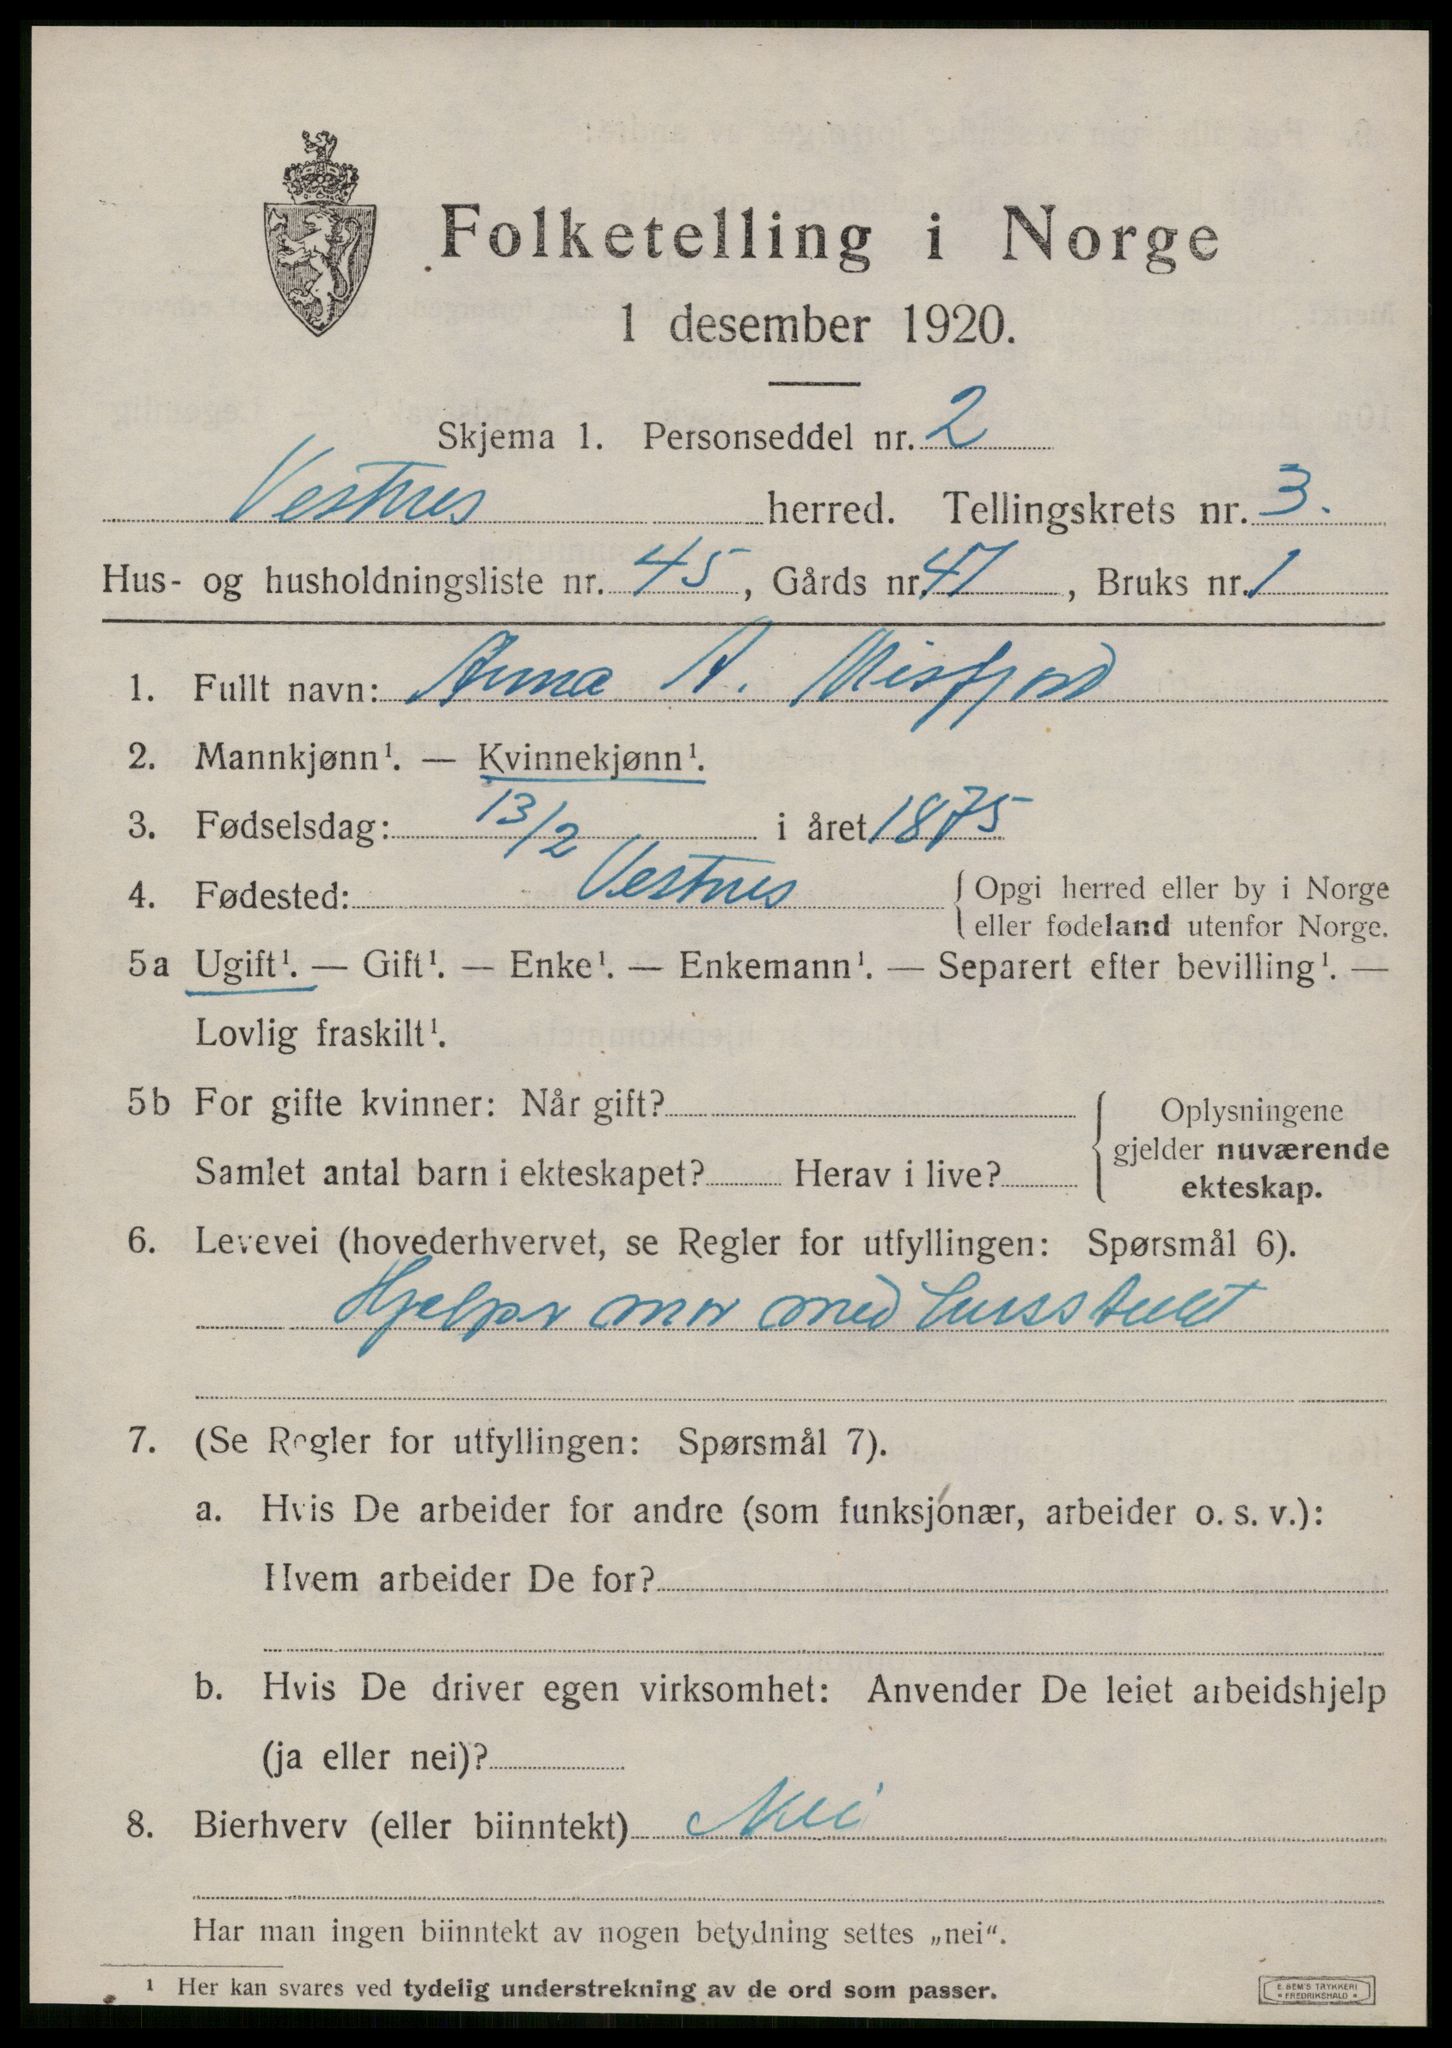 Folketelling i Norge
1 desember 1920.
Skjema 1. Personseddel nr. 2
Vestnes herred. Tellingskrets nr. 3.
Hus- og husholdningsliste nr. 45, Gårds nr. 47, Bruks nr. 1
1. Fullt navn: Anna A. Misfjord
2. Mannkjønn¹. — Kvinnekjønn¹.
3. Fødselsdag: 13/2 i året 1875
4. Fødested: Vestnes { Opgi herred eller by i Norge
eller fødeland utenfor Norge.
5a Ugift¹. — Gift¹. — Enke¹. — Enkemann¹. — Separert efter bevilling¹. —
Lovlig fraskilt¹.
5b For gifte kvinner: Når gift?
Samlet antal barn i ekteskapet? Herav i live?
Oplysningene
gjelder nuværende
ekteskap.
6. Levevei (hovederhvervet, se Regler for utfyllingen: Spørsmål 6).
Hjelper mor med husstellet
7. (Se Regler for utfyllingen: Spørsmål 7).
a. Hvis De arbeider for andre (som funksjonær, arbeider o. s. v.):
Hvem arbeider De for?
b. Hvis De driver egen virksomhet: Anvender De leiet arbeidshjelp
(ja eller nei)?
8. Bierhverv (eller biinntekt) Nei
Har man ingen biinntekt av nogen betydning settes „nei“.
¹ Her kan svares ved tydelig understrekning av de ord som passer.
E. SEM'S TRYKKERI
* FREDRIKSHALD *